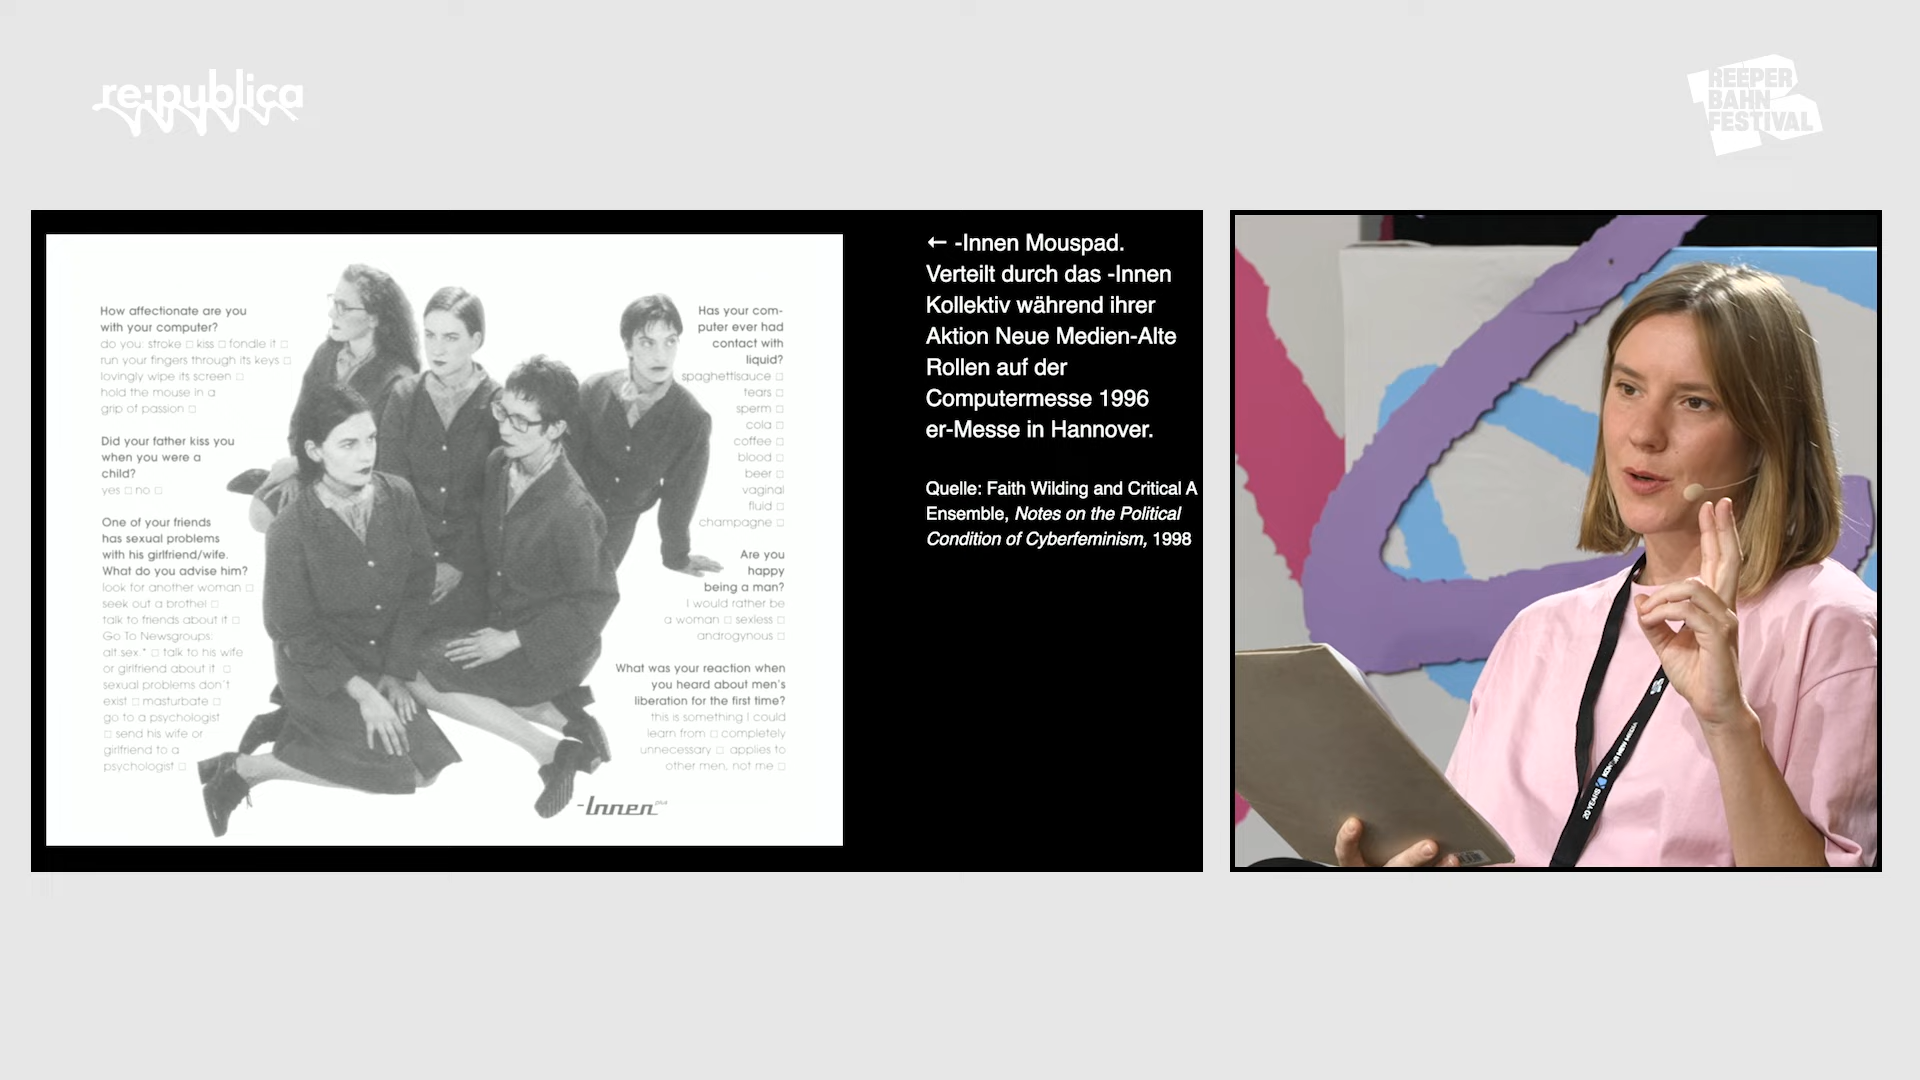 re:publica
REEPER
BAHN
FESTIVAL
How affectionate are you
with your computer?
do you: stroke □ kiss □ fondle it □
run your fingers through its keys □
lovingly wipe its screen □
hold the mouse in a
grip of passion □
Did your father kiss you
when you were a
child?
yes □ no □
One of your friends
has sexual problems
with his girlfriend/wife.
What do you advise him?
look for another woman □
seek out a brothel □
talk to friends about it □
Go To Newsgroups:
alt.sex.* □ talk to his wife
or girlfriend about it □
sexual problems don't
exist □ masturbate □
go to a psychologist
□ send his wife or
girlfriend to a
psychologist □
Has your com-
puter ever had
contact with
liquid?
spaghettisauce □
tears □
sperm □
cola □
coffee □
blood □
beer □
vaginal
fluid □
champagne □
Are you
happy
being a man?
I would rather be
a woman □ sexless □
androgynous □
What was your reaction when
you heard about men's
liberation for the first time?
this is something I could
learn from □ completely
unnecessary □ applies to
other men, not me □
-Innen
← -Innen Mouspad.
Verteilt durch das -Innen
Kollektiv während ihrer
Aktion Neue Medien-Alte
Rollen auf der
Computermesse 1996
er-Messe in Hannover.
Quelle: Faith Wilding and Critical A
Ensemble, Notes on the Political
Condition of Cyberfeminism, 1998
20 YEARS